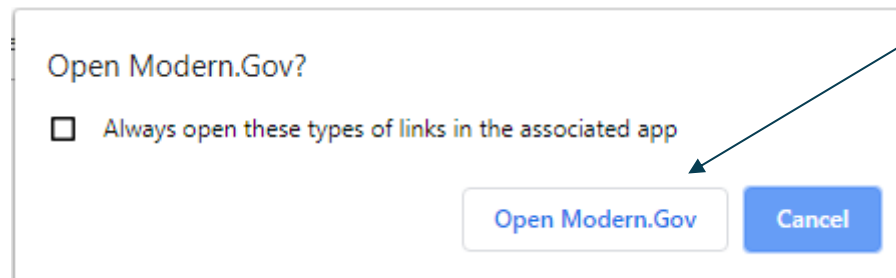 Open Modern.Gov?
Always open these types of links in the associated app
Open Modern.Gov Cancel